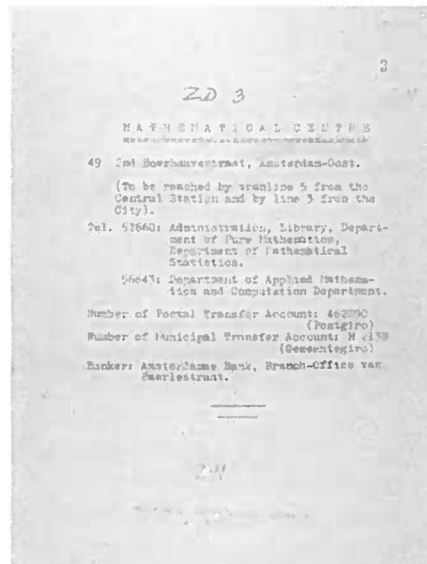 3
ZD 3
MATHEMATICAL CENTRE
49 2nd Boerhaavestraat, Amsterdam-Oost.
(To be reached by tramline 5 from the
Central Station and by line 3 from the
City).
Tel. 52660: Administration, Library, Depart-
ment of Pure Mathematics,
Department of Mathematical
Statistics.
56643: Department of Applied Mathema-
tics and Computation Department.
Number of Postal Transfer Account:
(Postgiro)
Number of Municipal Transfer Account:
(Gemeentegiro)
Bankers: Amsterdamse Bank, Branch-Office van
Baerlestraat.